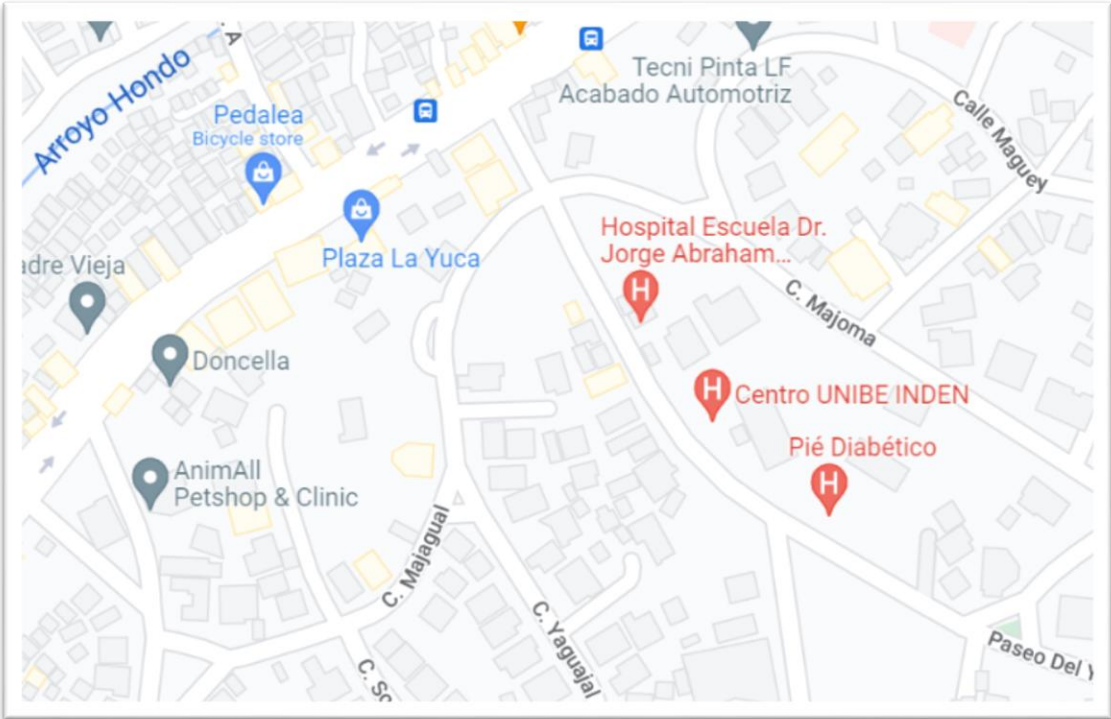 A
Arroyo Hondo
Tecni Pinta LF
Acabado Automotriz
Pedalea
Bicycle store
Calle Maguey
Hospital Escuela Dr.
Jorge Abraham...
Plaza La Yuca
adre Vieja
C. Majoma
Doncella
Centro UNIBE INDEN
Pié Diabético
AnimAll
Petshop & Clinic
C. Majagual
C. Yaguajal
Paseo Del Y
C. So
H
H
H